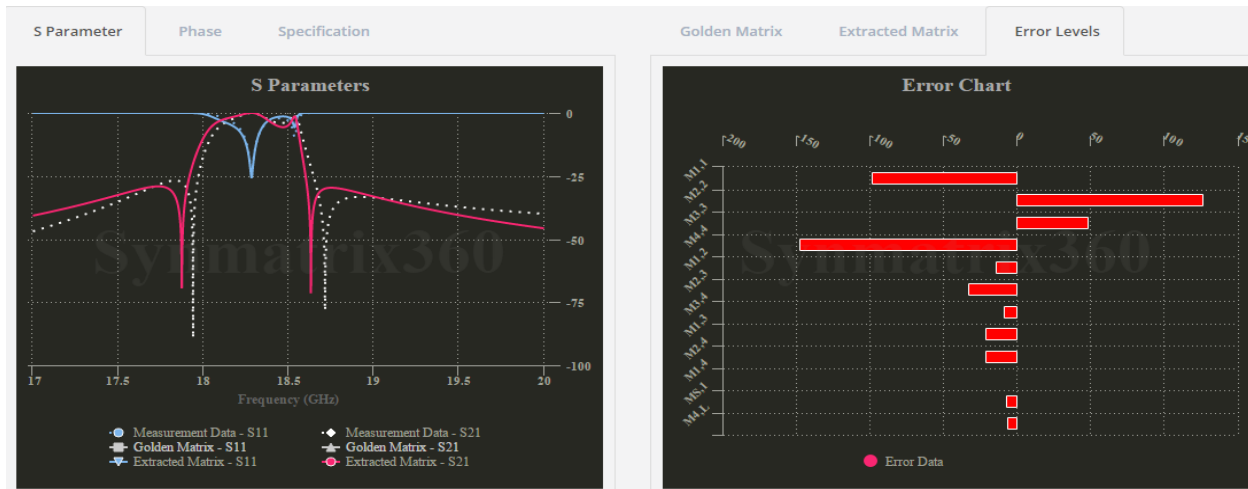 S Parameter Phase Specification
Golden Matrix Extracted Matrix Error Levels
S Parameters
Synmatrix360
0
-25
-50
-75
-100
17 17.5 18 18.5 19 19.5 20
Frequency (GHz)
Measurement Data - S11 Measurement Data - S21
Golden Matrix - S11 Golden Matrix - S21
Extracted Matrix - S11 Extracted Matrix - S21
Error Chart
-200 -150 -100 -50 0 50 100
M1,1
M2,2
M3,3
M4,4
M1,2
M2,3
M3,4
M1,3
M2,4
M1,4
MS,1
M4,L
Synmatrix360
Error Data